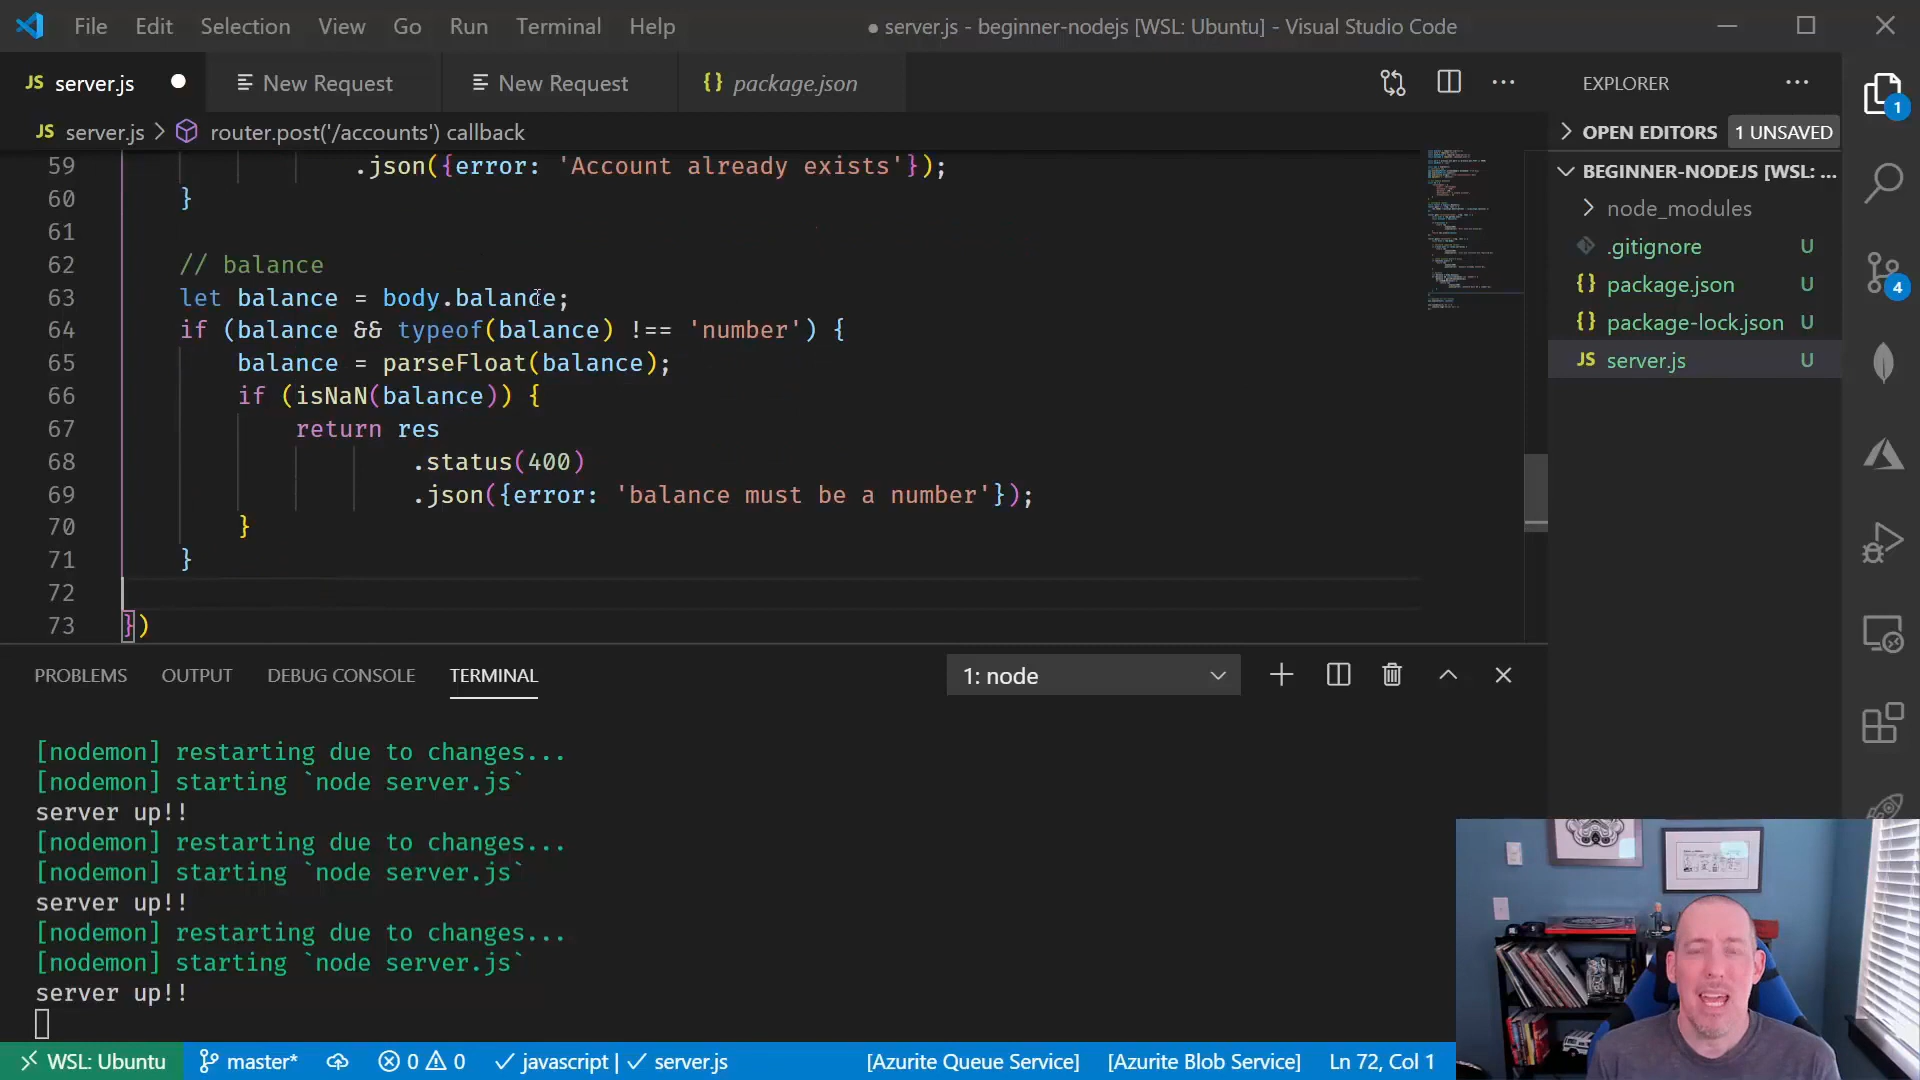 File Edit Selection View Go Run Terminal Help
● server.js - beginner-nodejs [WSL: Ubuntu] - Visual Studio Code
JS server.js
New Request
New Request
{} package.json
EXPLORER
JS server.js > router.post('/accounts') callback
OPEN EDITORS 1 UNSAVED
BEGINNER-NODEJS [WSL: ...
node_modules
.gitignore U
{} package.json U
{} package-lock.json U
JS server.js U
1
4
59 .json({error: 'Account already exists'});
60 }
61
62 // balance
63 let balance = body.balance;
64 if (balance && typeof(balance) !== 'number') {
65 balance = parseFloat(balance);
66 if (isNaN(balance)) {
67 return res
68 .status(400)
69 .json({error: 'balance must be a number'});
70 }
71 }
72
73 })
PROBLEMS OUTPUT DEBUG CONSOLE TERMINAL
1: node
[nodemon] restarting due to changes...
[nodemon] starting `node server.js`
server up!!
[nodemon] restarting due to changes...
[nodemon] starting `node server.js`
server up!!
[nodemon] restarting due to changes...
[nodemon] starting `node server.js`
server up!!
WSL: Ubuntu master* 0 0 javascript | server.js [Azurite Queue Service] [Azurite Blob Service] Ln 72, Col 1